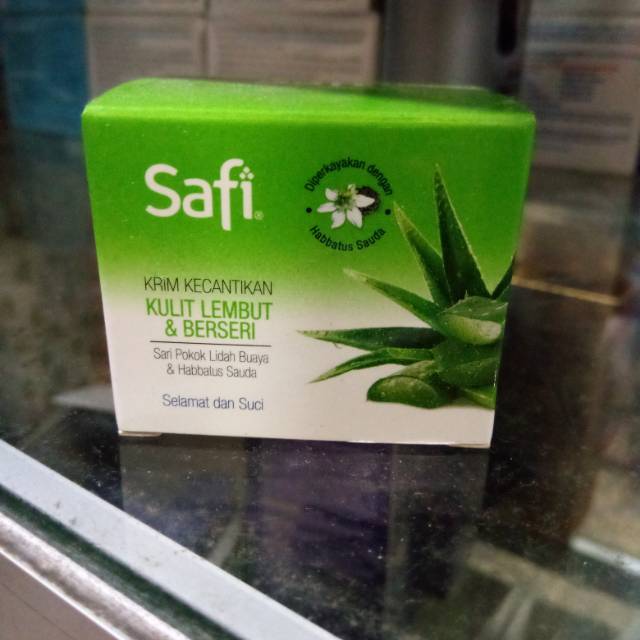 Safi®
Diperkayakan dengan
Habbatus Sauda
KRIM KECANTIKAN
KULIT LEMBUT
& BERSERI
Sari Pokok Lidah Buaya
& Habbatus Sauda
Selamat dan Suci